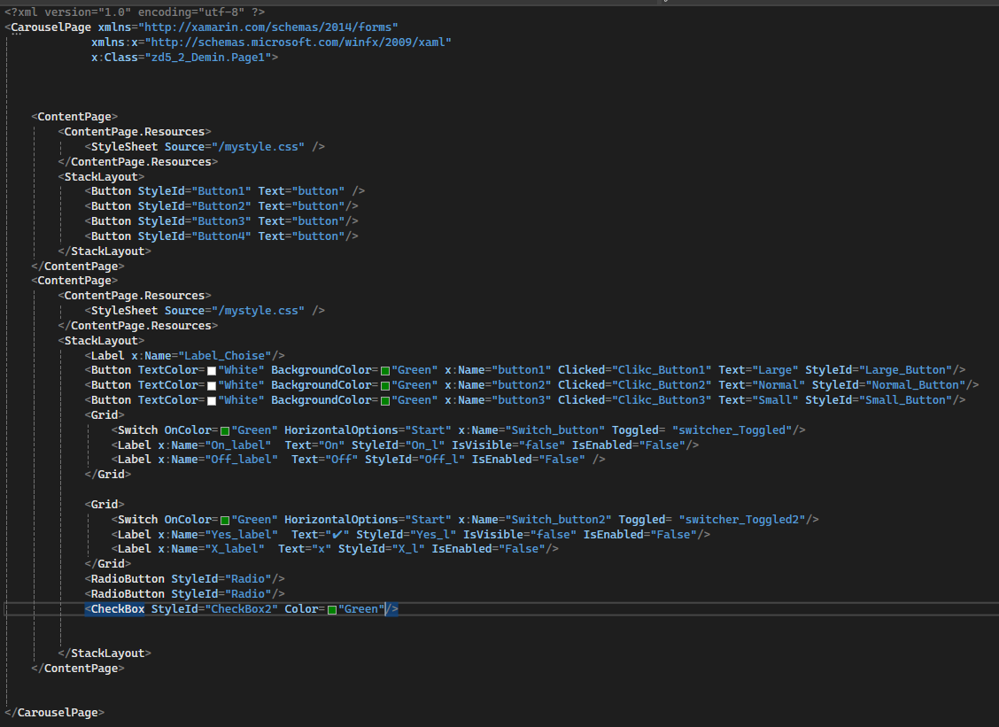 <?xml version="1.0" encoding="utf-8" ?>
<CarouselPage xmlns="http://xamarin.com/schemas/2014/forms"
             xmlns:x="http://schemas.microsoft.com/winfx/2009/xaml"
             x:Class="zd5_2_Demin.Page1">
    <ContentPage>
        <ContentPage.Resources>
            <StyleSheet Source="/mystyle.css" />
        </ContentPage.Resources>
        <StackLayout>
            <Button StyleId="Button1" Text="button" />
            <Button StyleId="Button2" Text="button"/>
            <Button StyleId="Button3" Text="button"/>
            <Button StyleId="Button4" Text="button"/>
        </StackLayout>
    </ContentPage>
    <ContentPage>
        <ContentPage.Resources>
            <StyleSheet Source="/mystyle.css" />
        </ContentPage.Resources>
        <StackLayout>
            <Label x:Name="Label_Choise"/>
            <Button TextColor="White" BackgroundColor="Green" x:Name="button1" Clicked="Clikc_Button1" Text="Large" StyleId="Large_Button"/>
            <Button TextColor="White" BackgroundColor="Green" x:Name="button2" Clicked="Clikc_Button2" Text="Normal" StyleId="Normal_Button"/>
            <Button TextColor="White" BackgroundColor="Green" x:Name="button3" Clicked="Clikc_Button3" Text="Small" StyleId="Small_Button"/>
            <Grid>
                <Switch OnColor="Green" HorizontalOptions="Start" x:Name="Switch_button" Toggled= "switcher_Toggled"/>
                <Label x:Name="On_label"  Text="On" StyleId="On_l" IsVisible="false" IsEnabled="False"/>
                <Label x:Name="Off_label"  Text="Off" StyleId="Off_l" IsEnabled="False" />
            </Grid>
            <Grid>
                <Switch OnColor="Green" HorizontalOptions="Start" x:Name="Switch_button2" Toggled= "switcher_Toggled2"/>
                <Label x:Name="Yes_label"  Text="✔" StyleId="Yes_l" IsVisible="false" IsEnabled="False"/>
                <Label x:Name="X_label"  Text="x" StyleId="X_l" IsEnabled="False"/>
            </Grid>
            <RadioButton StyleId="Radio"/>
            <RadioButton StyleId="Radio"/>
            <CheckBox StyleId="CheckBox2" Color="Green"/>
        </StackLayout>
    </ContentPage>
</CarouselPage>